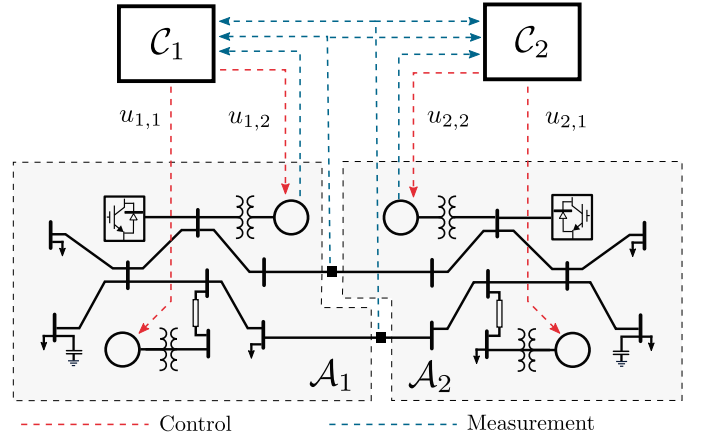 𝒞₁ 𝒞₂
u₁,₁ u₁,₂ u₂,₂ u₂,₁
𝒜₁ 𝒜₂
Control Measurement